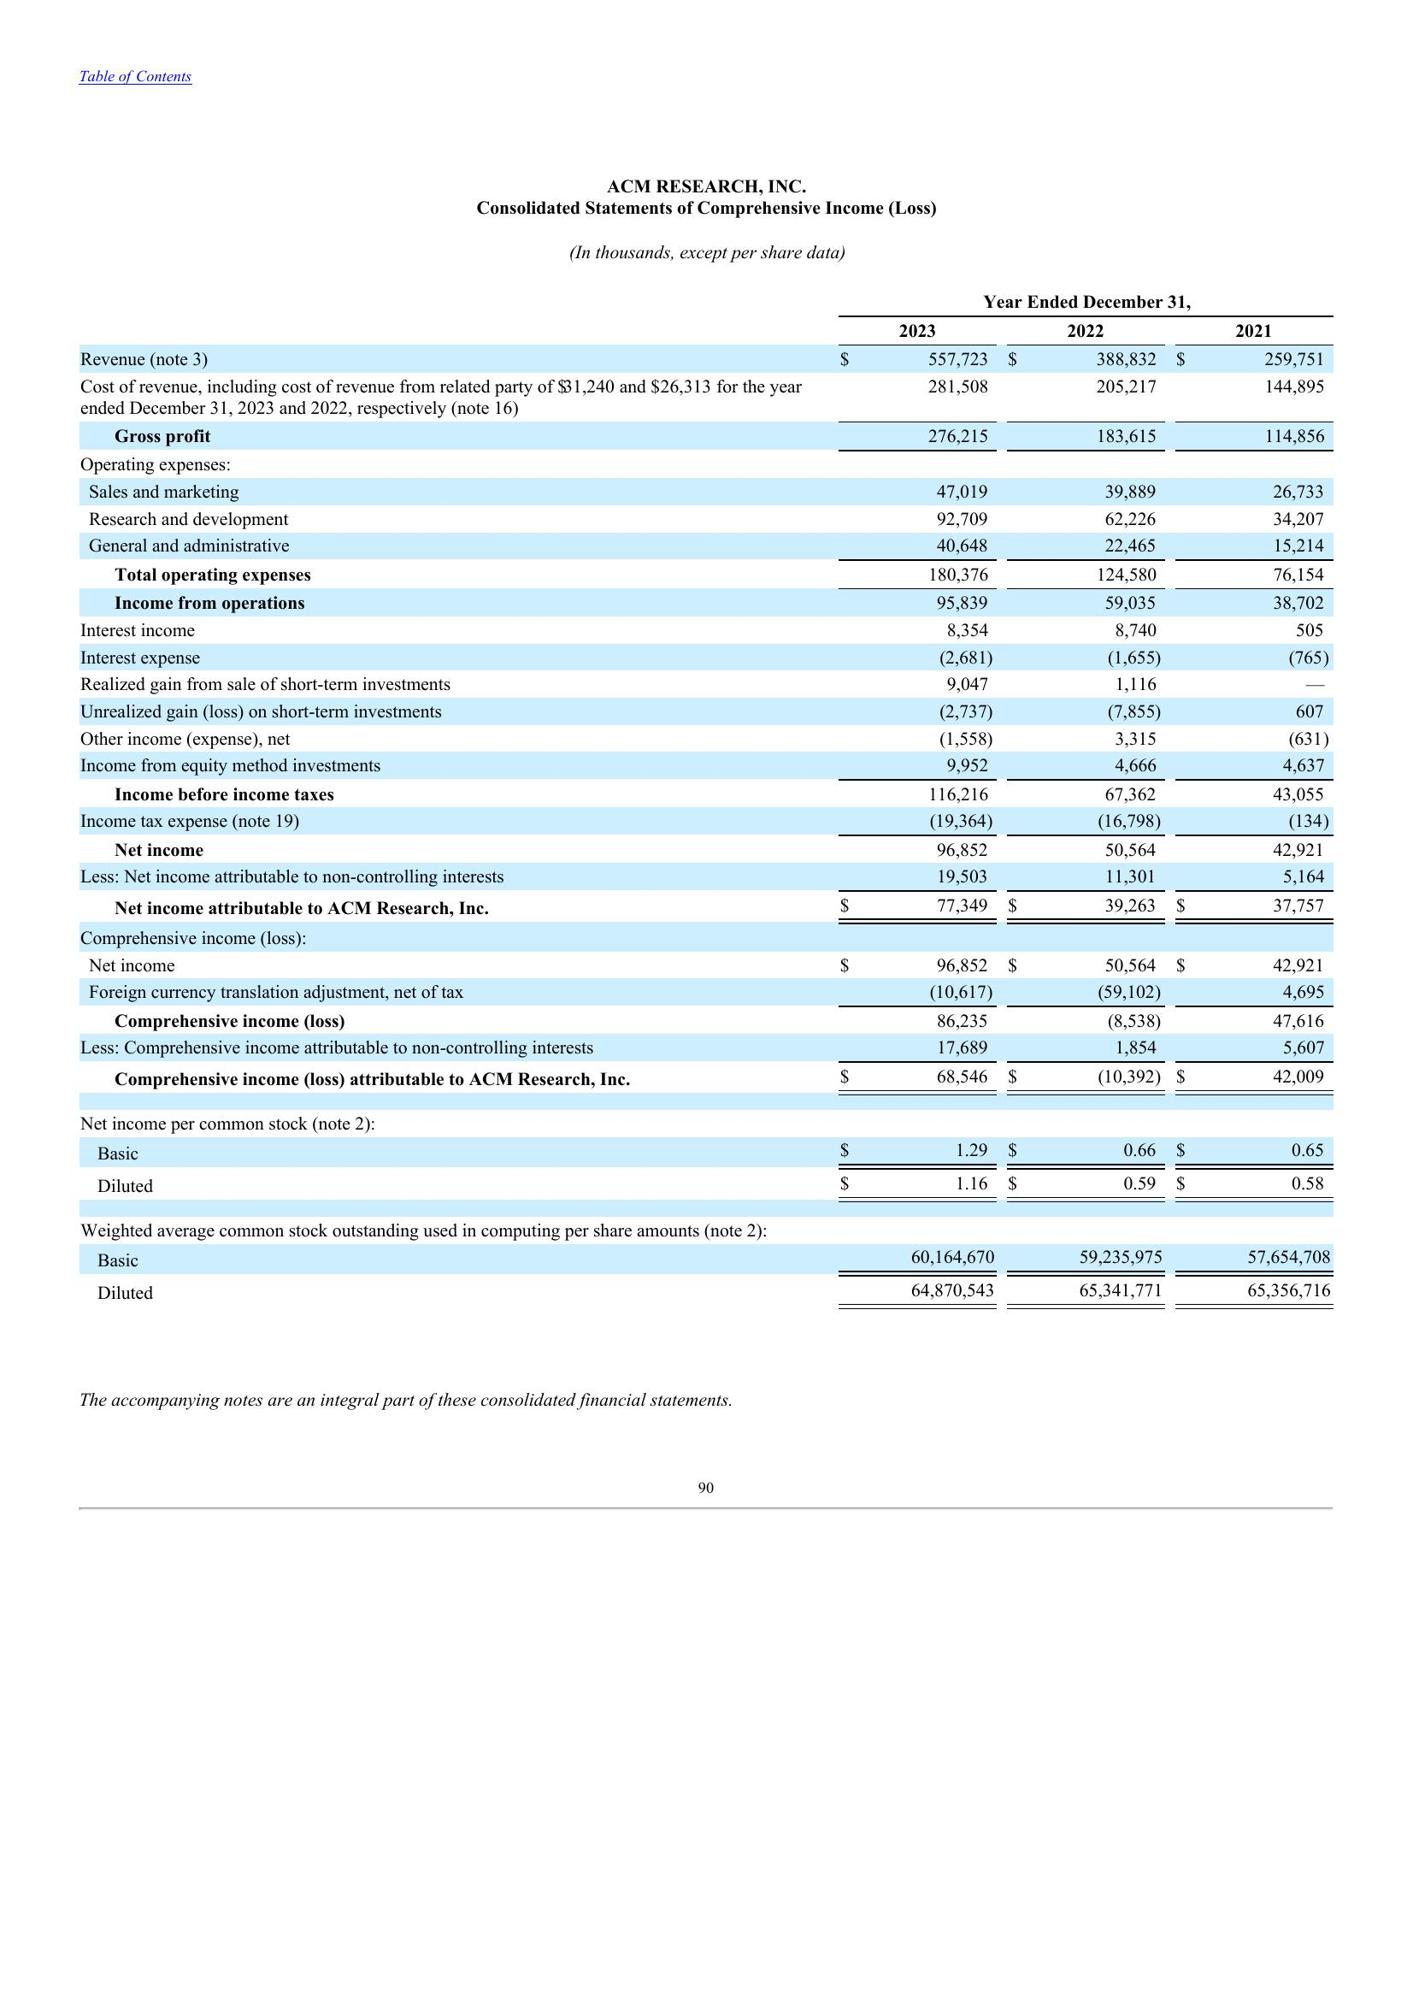 Table of Contents
ACM RESEARCH, INC.
Consolidated Statements of Comprehensive Income (Loss)
(In thousands, except per share data)
Year Ended December 31,
2023 2022 2021
Revenue (note 3) $ 557,723 $ 388,832 $ 259,751
Cost of revenue, including cost of revenue from related party of $31,240 and $26,313 for the year 281,508 205,217 144,895
ended December 31, 2023 and 2022, respectively (note 16)
Gross profit 276,215 183,615 114,856
Operating expenses:
Sales and marketing 47,019 39,889 26,733
Research and development 92,709 62,226 34,207
General and administrative 40,648 22,465 15,214
Total operating expenses 180,376 124,580 76,154
Income from operations 95,839 59,035 38,702
Interest income 8,354 8,740 505
Interest expense (2,681) (1,655) (765)
Realized gain from sale of short-term investments 9,047 1,116 —
Unrealized gain (loss) on short-term investments (2,737) (7,855) 607
Other income (expense), net (1,558) 3,315 (631)
Income from equity method investments 9,952 4,666 4,637
Income before income taxes 116,216 67,362 43,055
Income tax expense (note 19) (19,364) (16,798) (134)
Net income 96,852 50,564 42,921
Less: Net income attributable to non-controlling interests 19,503 11,301 5,164
Net income attributable to ACM Research, Inc. $ 77,349 $ 39,263 $ 37,757
Comprehensive income (loss):
Net income $ 96,852 $ 50,564 $ 42,921
Foreign currency translation adjustment, net of tax (10,617) (59,102) 4,695
Comprehensive income (loss) 86,235 (8,538) 47,616
Less: Comprehensive income attributable to non-controlling interests 17,689 1,854 5,607
Comprehensive income (loss) attributable to ACM Research, Inc. $ 68,546 $ (10,392) $ 42,009
Net income per common stock (note 2):
Basic $ 1.29 $ 0.66 $ 0.65
Diluted $ 1.16 $ 0.59 $ 0.58
Weighted average common stock outstanding used in computing per share amounts (note 2):
Basic 60,164,670 59,235,975 57,654,708
Diluted 64,870,543 65,341,771 65,356,716
The accompanying notes are an integral part of these consolidated financial statements.
90